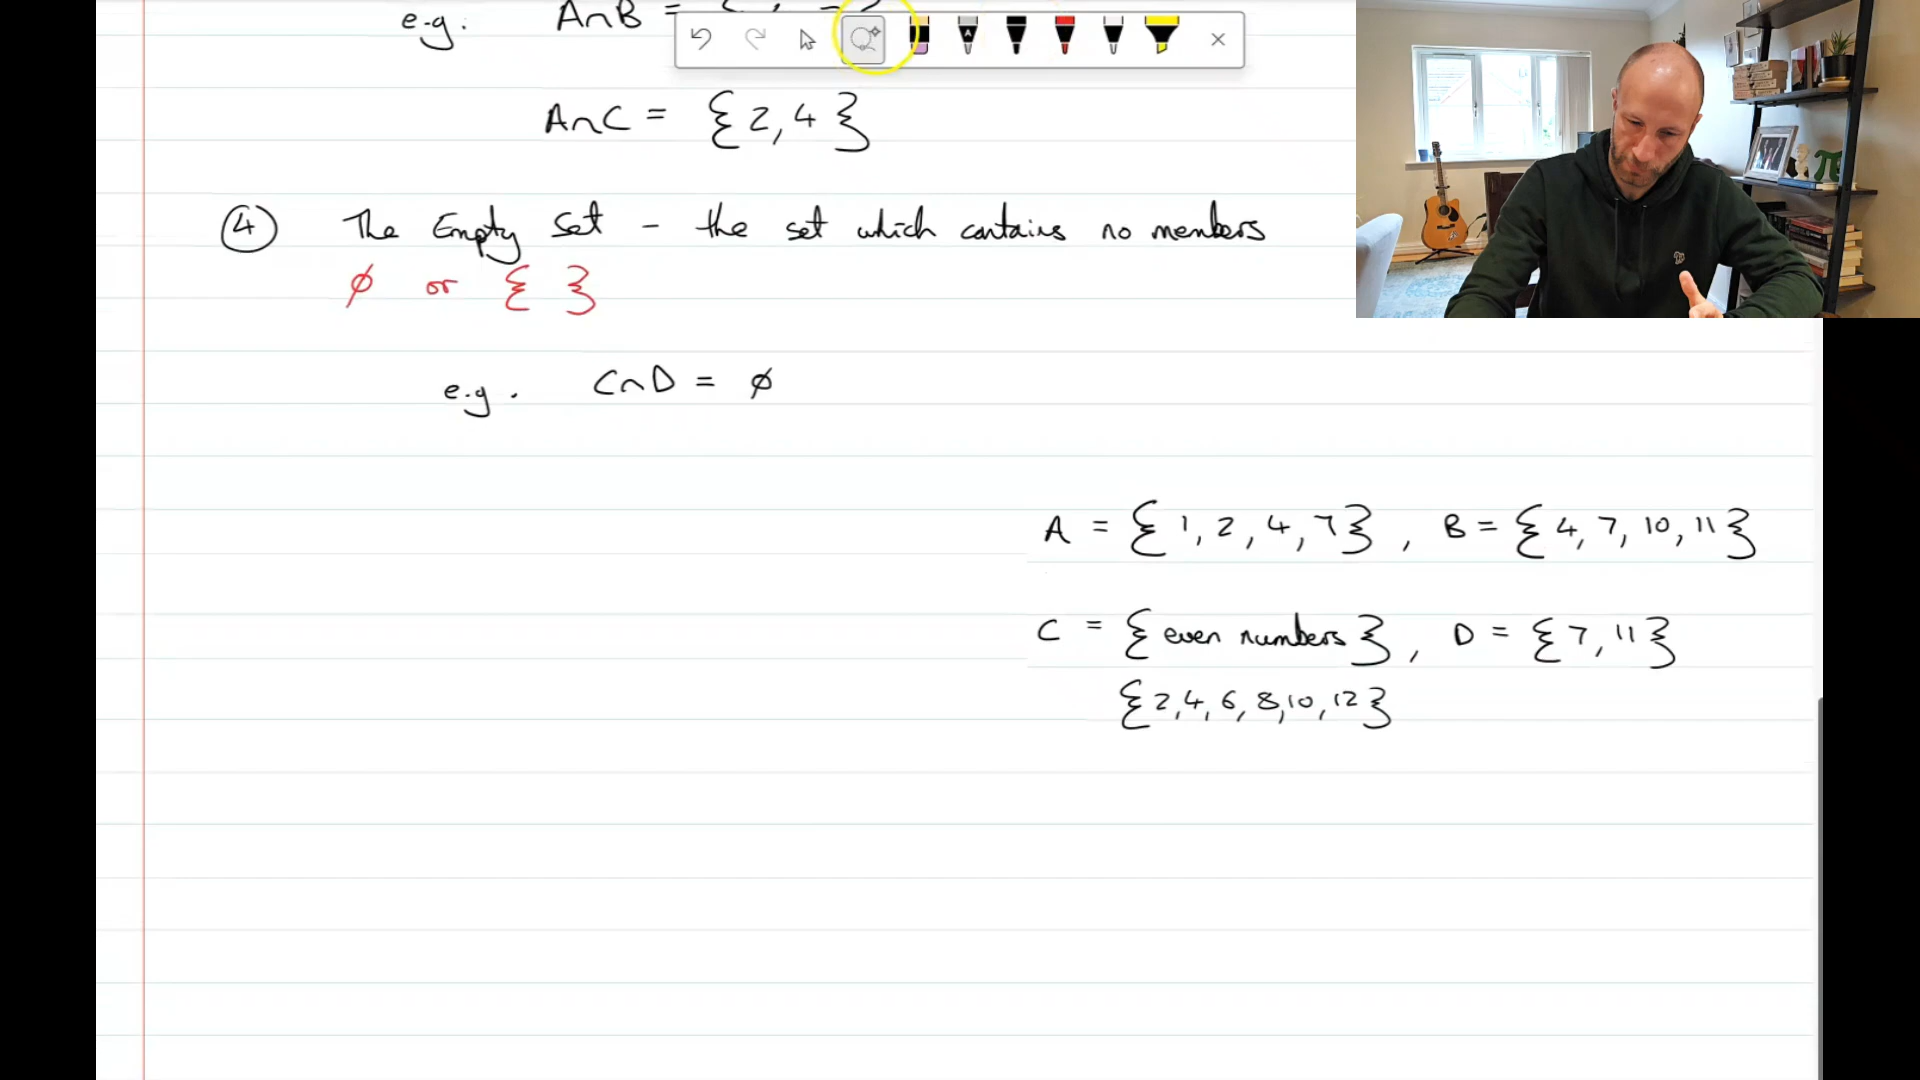 e.g. A∩B =
A∩C = {2, 4}
④ The Empty Set – the set which contains no members
∅ or { }
e.g. C∩D = ∅
A = {1, 2, 4, 7}, B = {4, 7, 10, 11}
C = {even numbers}, D = {7, 11}
{2, 4, 6, 8, 10, 12}